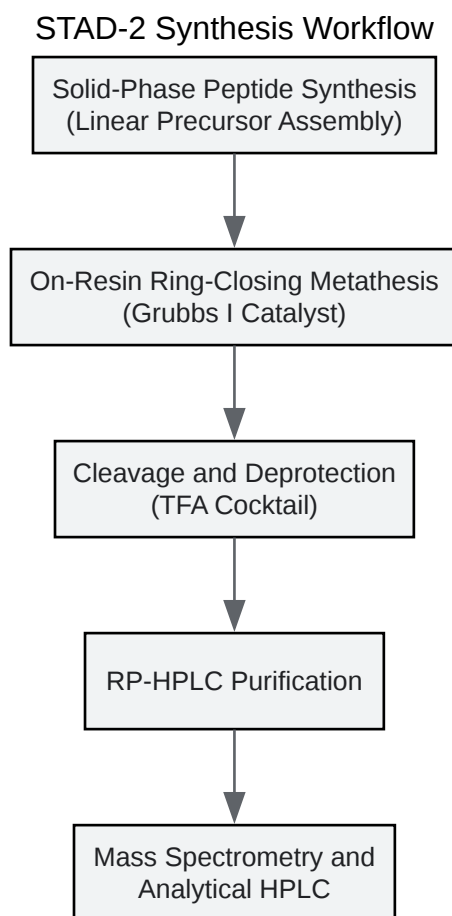 STAD-2 Synthesis Workflow
Solid-Phase Peptide Synthesis
(Linear Precursor Assembly)
On-Resin Ring-Closing Metathesis
(Grubbs I Catalyst)
Cleavage and Deprotection
(TFA Cocktail)
RP-HPLC Purification
Mass Spectrometry and
Analytical HPLC